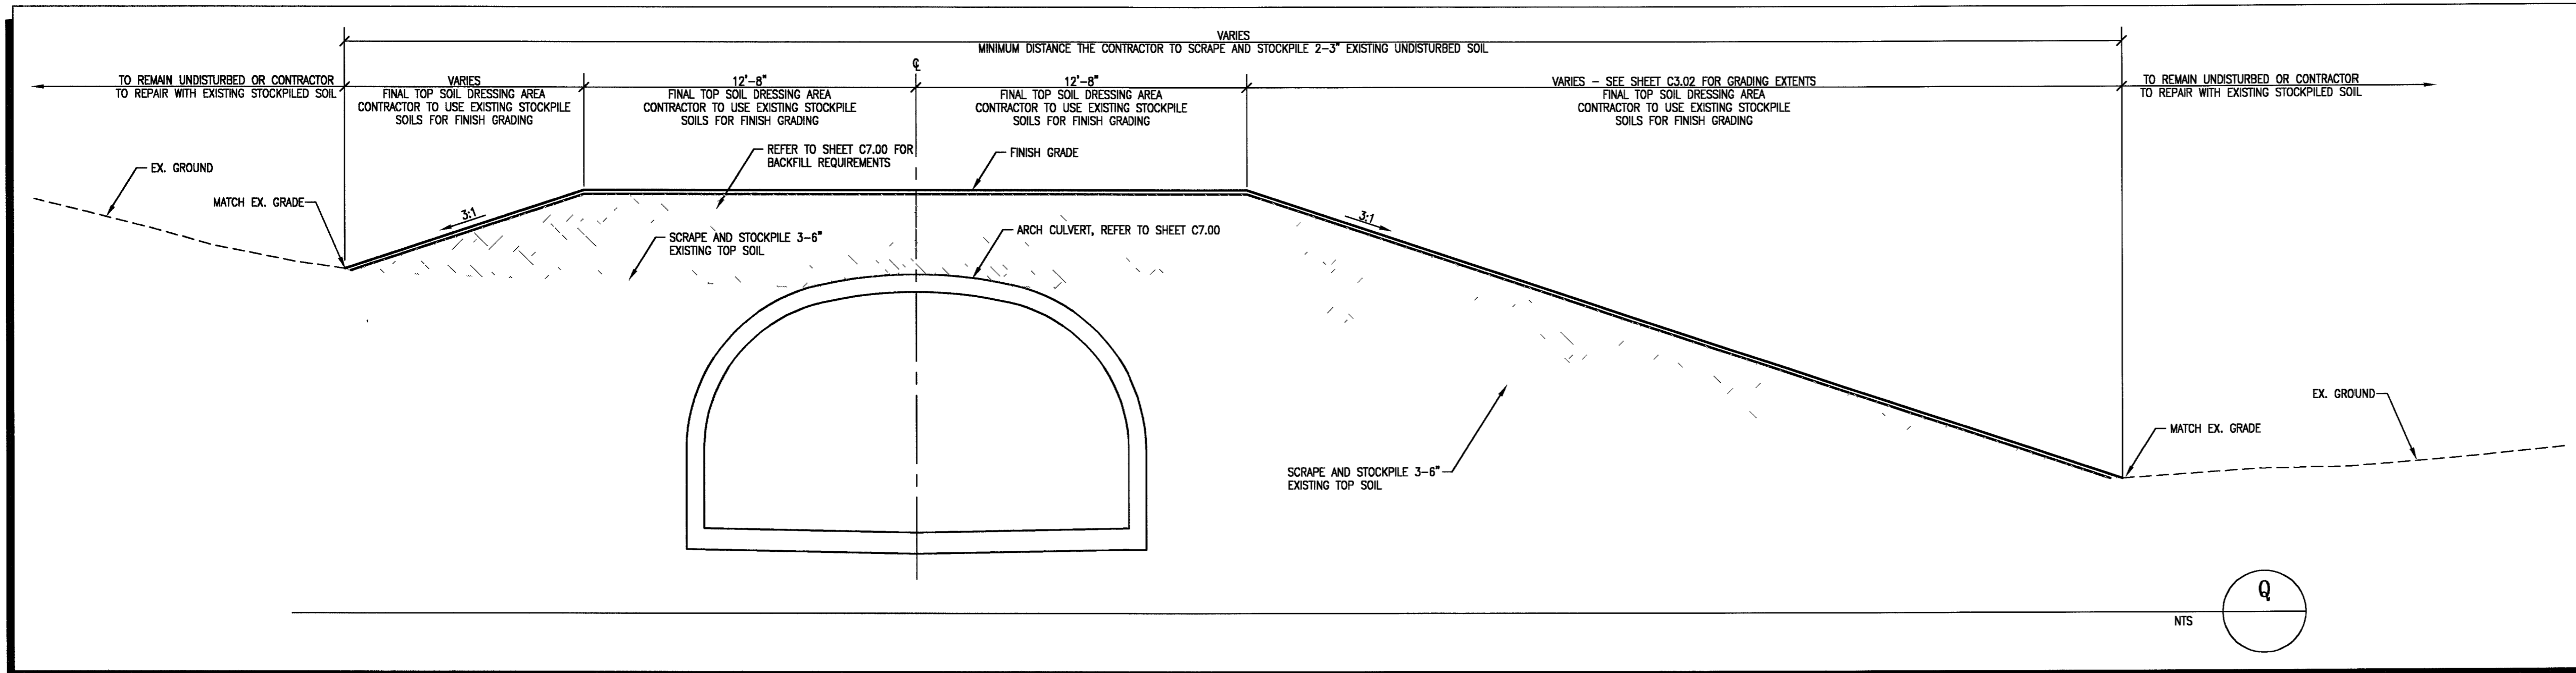 VARIES
MINIMUM DISTANCE THE CONTRACTOR TO SCRAPE AND STOCKPILE 2-3" EXISTING UNDISTURBED SOIL
℄
TO REMAIN UNDISTURBED OR CONTRACTOR
TO REPAIR WITH EXISTING STOCKPILED SOIL
VARIES
FINAL TOP SOIL DRESSING AREA
CONTRACTOR TO USE EXISTING STOCKPILE
SOILS FOR FINISH GRADING
12'-8"
FINAL TOP SOIL DRESSING AREA
CONTRACTOR TO USE EXISTING STOCKPILE
SOILS FOR FINISH GRADING
12'-8"
FINAL TOP SOIL DRESSING AREA
CONTRACTOR TO USE EXISTING STOCKPILE
SOILS FOR FINISH GRADING
VARIES - SEE SHEET C3.02 FOR GRADING EXTENTS
FINAL TOP SOIL DRESSING AREA
CONTRACTOR TO USE EXISTING STOCKPILE
SOILS FOR FINISH GRADING
TO REMAIN UNDISTURBED OR CONTRACTOR
TO REPAIR WITH EXISTING STOCKPILED SOIL
EX. GROUND
REFER TO SHEET C7.00 FOR
BACKFILL REQUIREMENTS
FINISH GRADE
MATCH EX. GRADE
3:1
3:1
SCRAPE AND STOCKPILE 3-6"
EXISTING TOP SOIL
ARCH CULVERT, REFER TO SHEET C7.00
EX. GROUND
MATCH EX. GRADE
SCRAPE AND STOCKPILE 3-6"
EXISTING TOP SOIL
Q
NTS